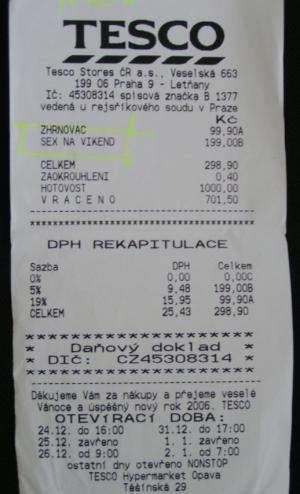 TESCO
Tesco Stores ČR a.s., Veselská 663
199 06 Praha 9 - Letňany
IČ: 45308314 spisová značka B 1377
vedená u rejsříkového soudu v Praze
Kč
ZHRNOVAC 99,90A
SEX NA VIKEND 199,00B
CELKEM 298,90
ZAOKROUHLENI 0,40
HOTOVOST 1000,00
VRACENO 701,50
DPH REKAPITULACE
Sazba DPH Celkem
0% 0,00 0,00C
5% 9,48 199,00B
19% 15,95 99,90A
CELKEM 25,43 298,90
* Daňový doklad *
* DIČ: CZ45308314 *
Děkujeme Vám za nákupy a přejeme veselé
Vánoce a úspěšný nový rok 2006. TESCO
OTEVÍRACÍ DOBA:
24.12. do 16:00 31.12. do 17:00
25.12. zavřeno 1. 1. zavřeno
26.12. od 9:00 2. 1. od 7:00
ostatní dny otevřeno NONSTOP
TESCO Hypermarket Opava
Těšínská 29